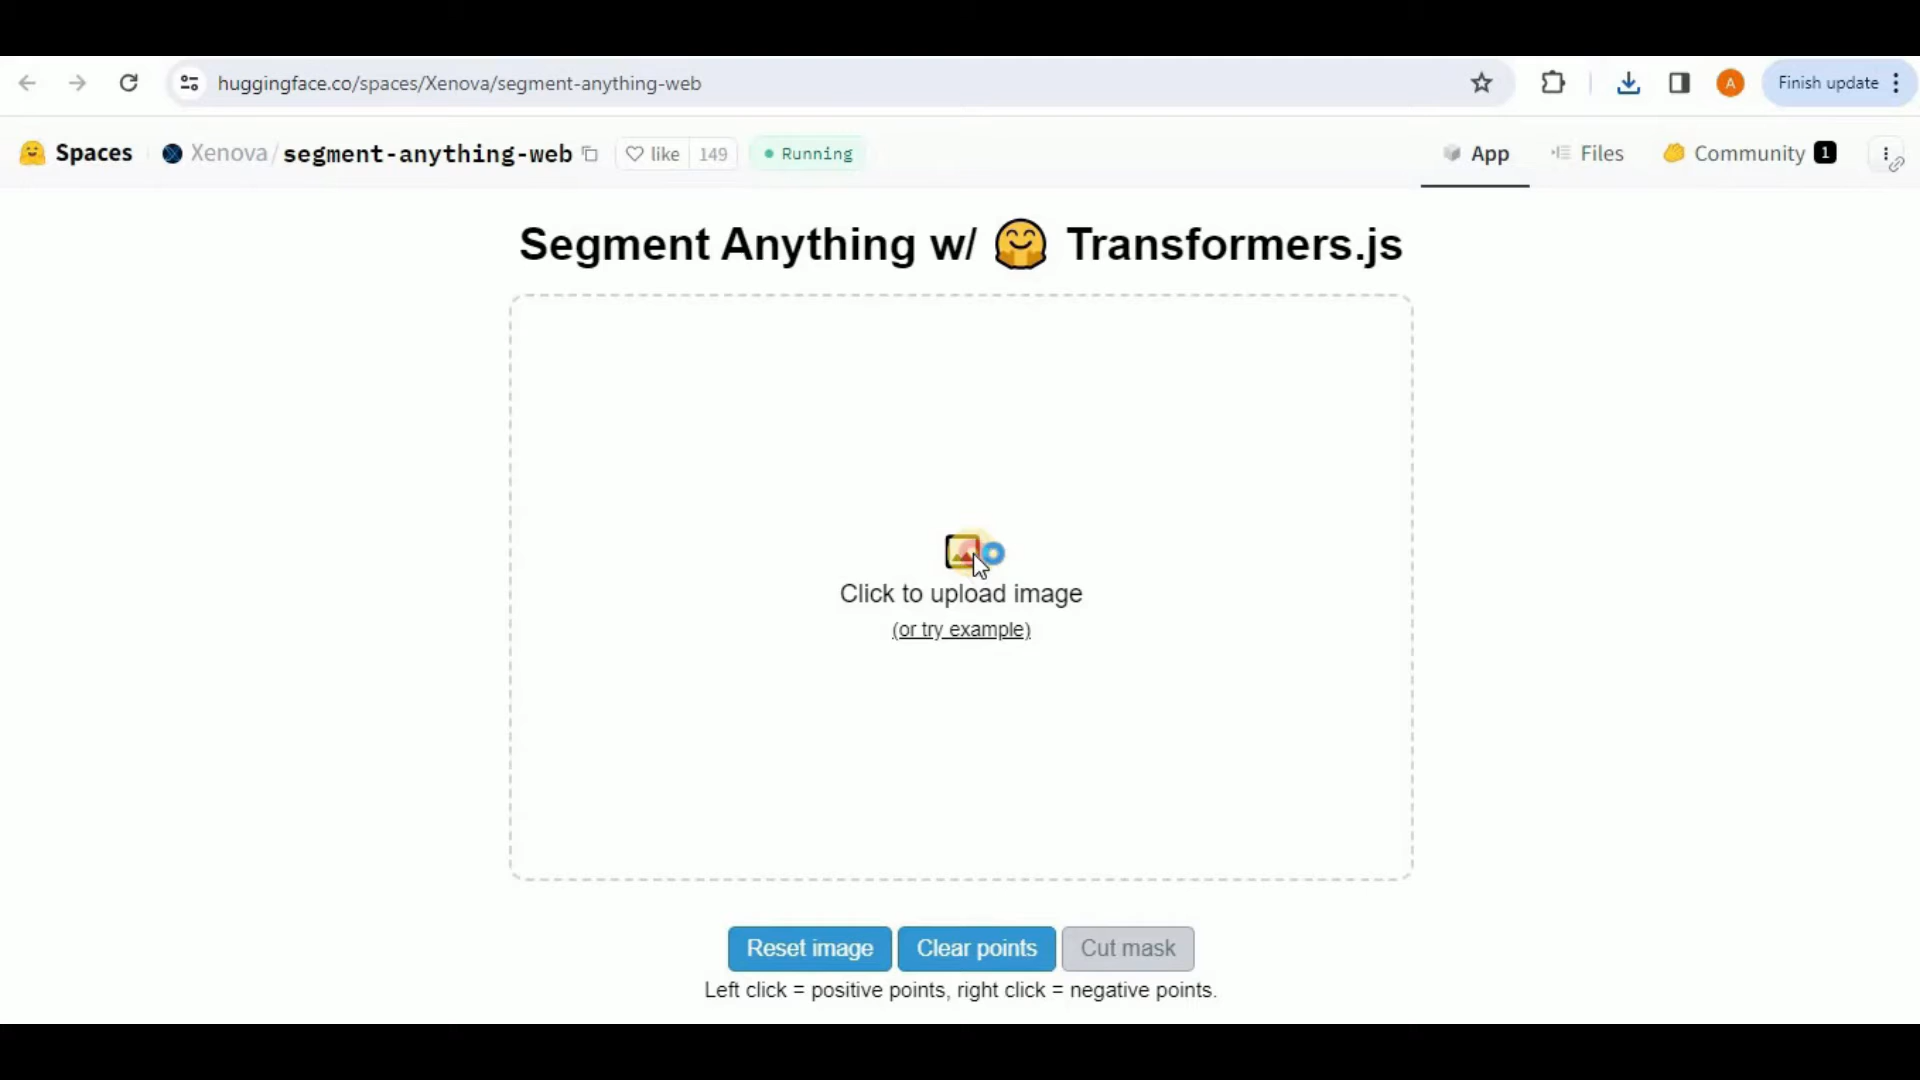 huggingface.co/spaces/Xenova/segment-anything-web
A
Finish update
Spaces
Xenova/segment-anything-web
like 149
Running
App
Files
Community 1
Segment Anything w/ 🤗 Transformers.js
Click to upload image
(or try example)
Reset image
Clear points
Cut mask
Left click = positive points, right click = negative points.